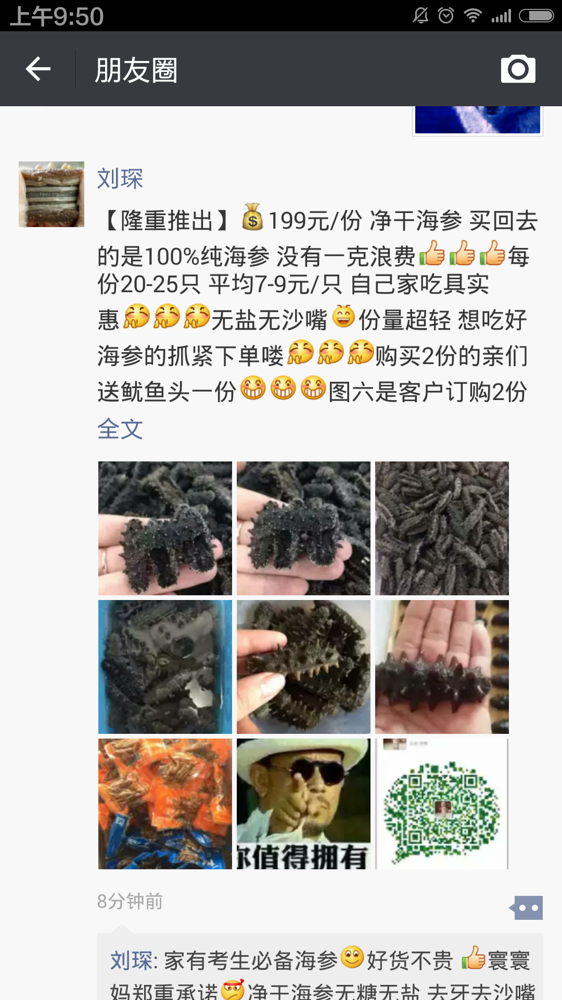 上午9:50
朋友圈
刘琛
【隆重推出】💰199元/份 净干海参 买回去
的是100%纯海参 没有一克浪费👍👍👍每
份20-25只 平均7-9元/只 自己家吃具实
惠🤭🤭🤭无盐无沙嘴😄份量超轻 想吃好
海参的抓紧下单喽🤭🤭🤭购买2份的亲们
送鱿鱼头一份😁😁😁图六是客户订购2份
全文
你值得拥有
8分钟前
刘琛: 家有考生必备海参🙂好货不贵 👍寰寰
妈郑重承诺 净干海参无糖无盐 去牙去沙嘴